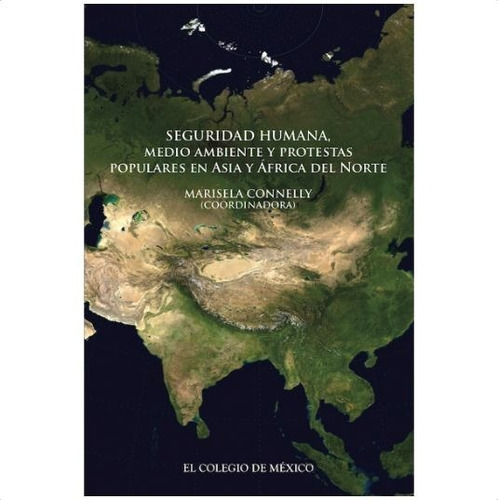 SEGURIDAD HUMANA,
MEDIO AMBIENTE Y PROTESTAS
POPULARES EN ASIA Y ÁFRICA DEL NORTE
MARISELA CONNELLY
(COORDINADORA)
EL COLEGIO DE MÉXICO